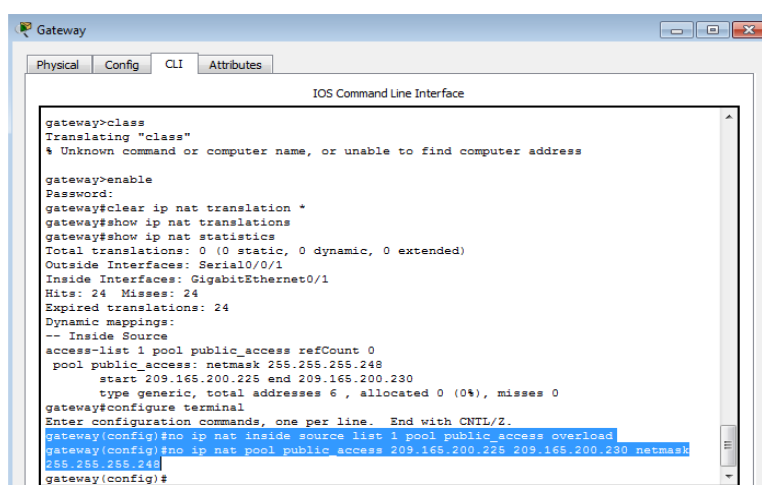 Gateway
Physical Config CLI Attributes
IOS Command Line Interface
gateway>class
Translating "class"
% Unknown command or computer name, or unable to find computer address
gateway>enable
Password:
gateway#clear ip nat translation *
gateway#show ip nat translations
gateway#show ip nat statistics
Total translations: 0 (0 static, 0 dynamic, 0 extended)
Outside Interfaces: Serial0/0/1
Inside Interfaces: GigabitEthernet0/1
Hits: 24 Misses: 24
Expired translations: 24
Dynamic mappings:
-- Inside Source
access-list 1 pool public_access refCount 0
pool public_access: netmask 255.255.255.248
start 209.165.200.225 end 209.165.200.230
type generic, total addresses 6 , allocated 0 (0%), misses 0
gateway#configure terminal
Enter configuration commands, one per line. End with CNTL/Z.
gateway(config)#no ip nat inside source list 1 pool public_access overload
gateway(config)#no ip nat pool public_access 209.165.200.225 209.165.200.230 netmask
255.255.255.248
gateway(config)#